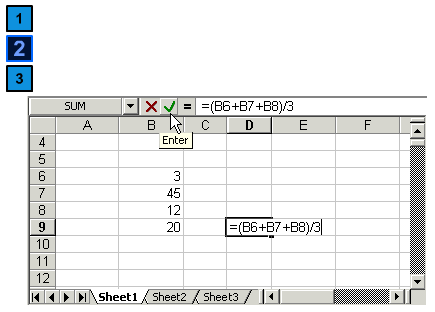 1
2
3
SUM = =(B6+B7+B8)/3
A B C D E F
Enter
4
5
6 3
7 45
8 12
9 20 =(B6+B7+B8)/3
10
11
12
Sheet1 Sheet2 Sheet3